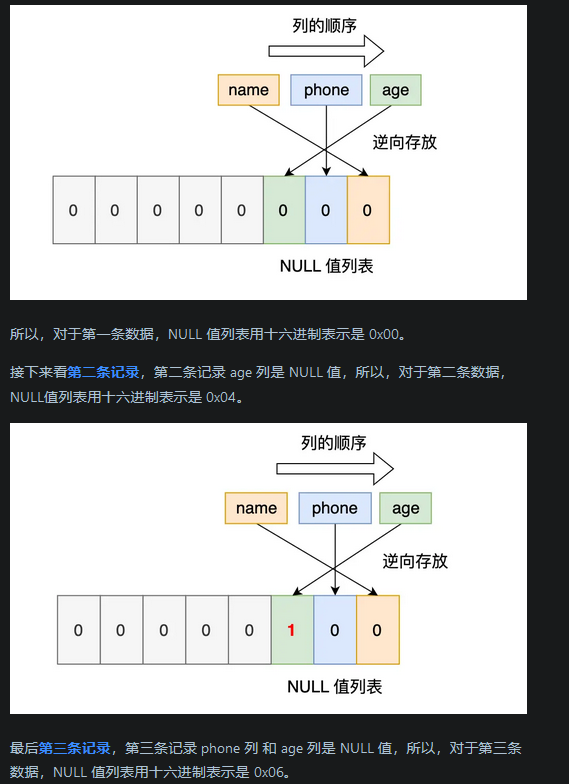 列的顺序
name phone age
逆向存放
0 0 0 0 0 0 0 0
NULL 值列表
所以，对于第一条数据，NULL 值列表用十六进制表示是 0x00。
接下来看第二条记录，第二条记录 age 列是 NULL 值，所以，对于第二条数据，
NULL值列表用十六进制表示是 0x04。
列的顺序
name phone age
逆向存放
0 0 0 0 0 1 0 0
NULL 值列表
最后第三条记录，第三条记录 phone 列 和 age 列是 NULL 值，所以，对于第三条
数据，NULL 值列表用十六进制表示是 0x06。